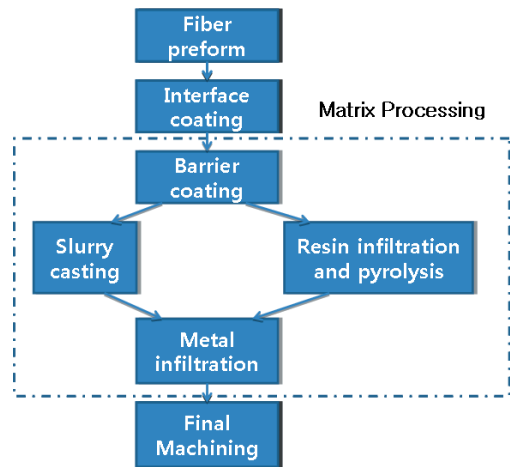 Fiber
preform
Interface
coating
Matrix Processing
Barrier
coating
Slurry
casting
Resin infiltration
and pyrolysis
Metal
infiltration
Final
Machining